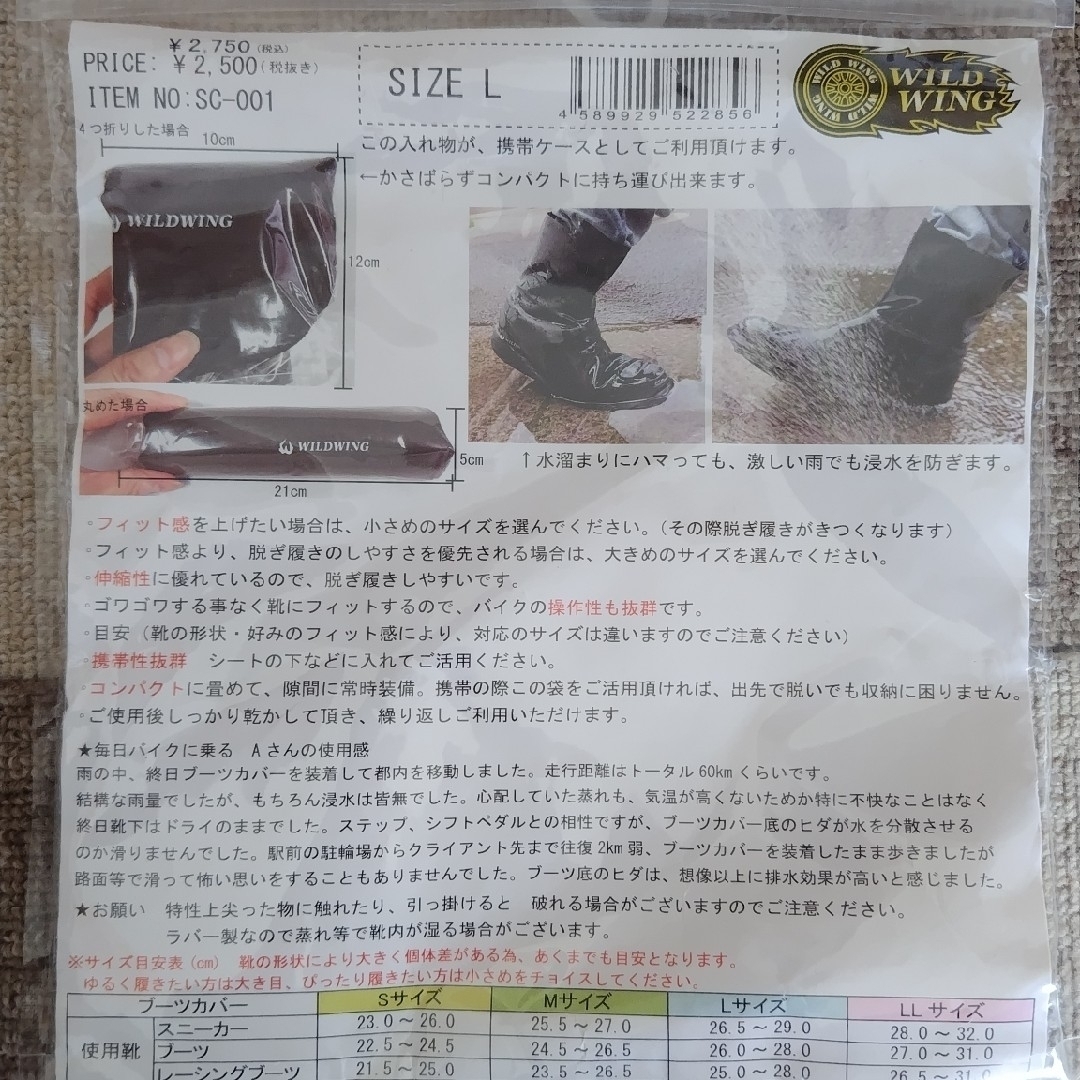 ￥2,750(税込)
PRICE: ￥2,500(税抜き)
ITEM NO:SC-001
SIZE L
4 589929 522856
WILD WING WILD WING
WILD
WING
4つ折りした場合
10cm
WILDWING
12cm
この入れ物が、携帯ケースとしてご利用頂けます。
←かさばらずコンパクトに持ち運び出来ます。
丸めた場合
WILDWING
5cm
21cm
↑水溜まりにハマっても、激しい雨でも浸水を防ぎます。
◦フィット感を上げたい場合は、小さめのサイズを選んでください。(その際脱ぎ履きがきつくなります)
◦フィット感より、脱ぎ履きのしやすさを優先される場合は、大きめのサイズを選んでください。
◦伸縮性に優れているので、脱ぎ履きしやすいです。
◦ゴワゴワする事なく靴にフィットするので、バイクの操作性も抜群です。
◦目安（靴の形状・好みのフィット感により、対応のサイズは違いますのでご注意ください）
◦携帯性抜群　シートの下などに入れてご活用ください。
◦コンパクトに畳めて、隙間に常時装備。携帯の際この袋をご活用頂ければ、出先で脱いでも収納に困りません。
◦ご使用後しっかり乾かして頂き、繰り返しご利用いただけます。
★毎日バイクに乗る　Aさんの使用感
雨の中、終日ブーツカバーを装着して都内を移動しました。走行距離はトータル60kmくらいです。
結構な雨量でしたが、もちろん浸水は皆無でした。心配していた蒸れも、気温が高くないためか特に不快なことはなく
終日靴下はドライのままでした。ステップ、シフトペダルとの相性ですが、ブーツカバー底のヒダが水を分散させる
のか滑りませんでした。駅前の駐輪場からクライアント先まで往復2km弱、ブーツカバーを装着したまま歩きましたが
路面等で滑って怖い思いをすることもありませんでした。ブーツ底のヒダは、想像以上に排水効果が高いと感じました。
★お願い　特性上尖った物に触れたり、引っ掛けると　破れる場合がございますのでご注意ください。
ラバー製なので蒸れ等で靴内が湿る場合がございます。
※サイズ目安表(cm)　靴の形状により大きく個体差がある為、あくまでも目安となります。
ゆるく履きたい方は大き目、ぴったり履きたい方は小さめをチョイスしてください。
ブーツカバー Sサイズ Mサイズ Lサイズ LLサイズ
使用靴
スニーカー 23.0～26.0 25.5～27.0 26.5～29.0 28.0～32.0
ブーツ 22.5～24.5 24.5～26.5 26.0～28.0 27.0～31.0
レーシングブーツ 21.5～25.0 23.5～26.5 25.0～28.0 26.5～31.0